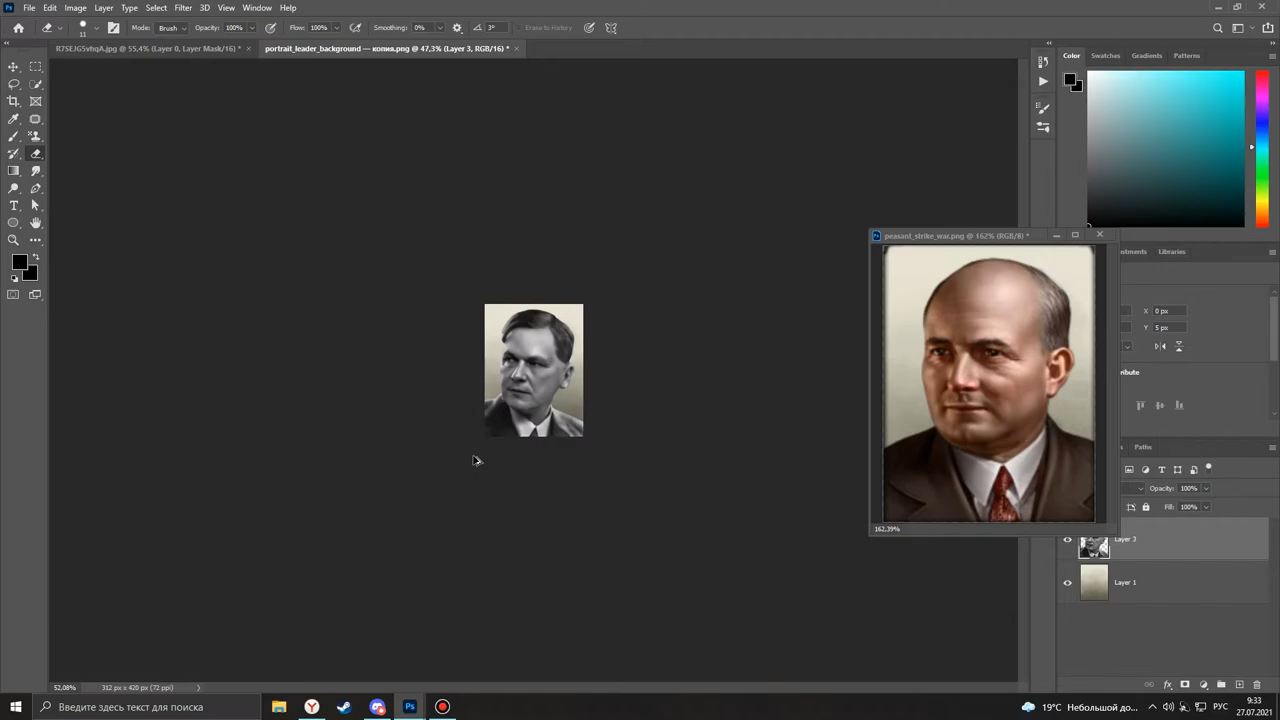 File Edit Image Layer Type Select Filter 3D View Window Help
Mode: Brush Opacity: 100% Flow: 100% Smoothing: 0% 3° Erase to History
R7SEJG5vhqA.jpg @ 55,4% (Layer 0, Layer Mask/16) * ×
portrait_leader_background — копия.png @ 47,3% (Layer 3, RGB/16) * ×
Color Swatches Gradients Patterns
peasant_strike_war.png @ 162% (RGB/8) *
162,39%
ments Libraries
X 0 px
Y 5 px
tribute
s Paths
Opacity: 100%
Fill: 100%
Layer 3
Layer 1
52,08% 312 px x 420 px (72 ppi)
Введите здесь текст для поиска
19°C Небольшой до...
РУС
9:33
27.07.2021